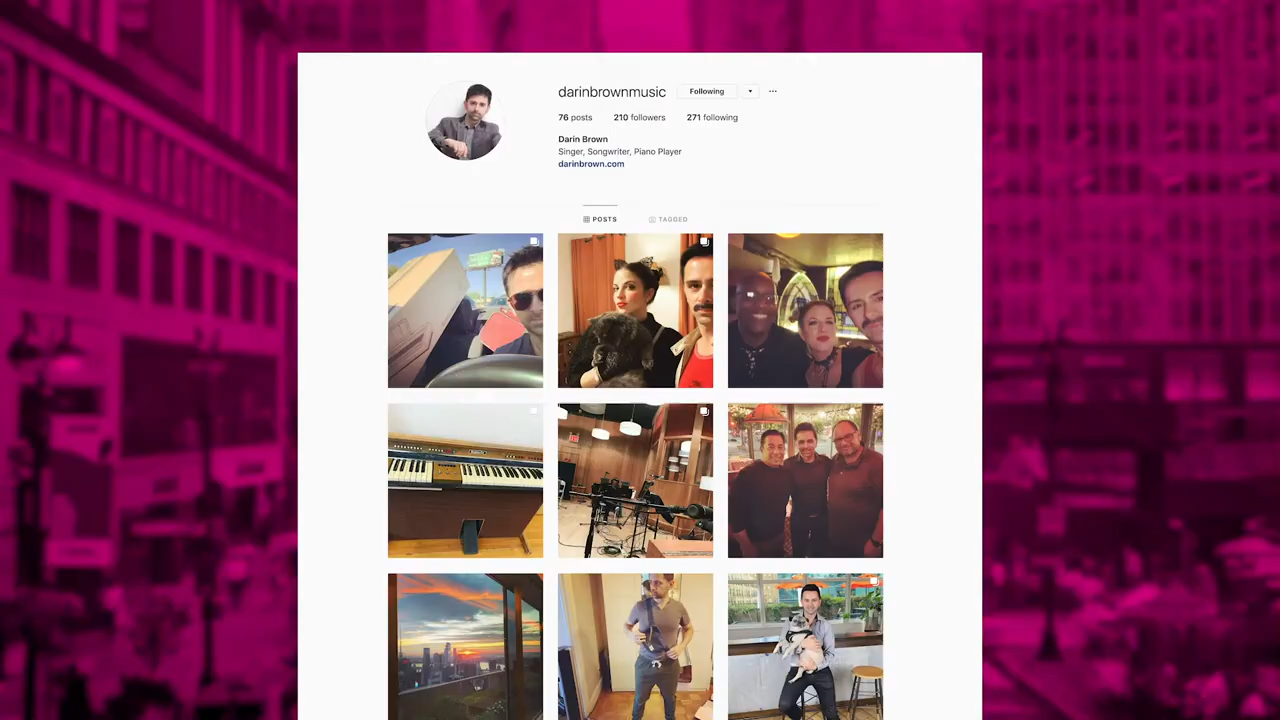 darinbrownmusic Following
76 posts 210 followers 271 following
Darin Brown
Singer, Songwriter, Piano Player
darinbrown.com
POSTS TAGGED